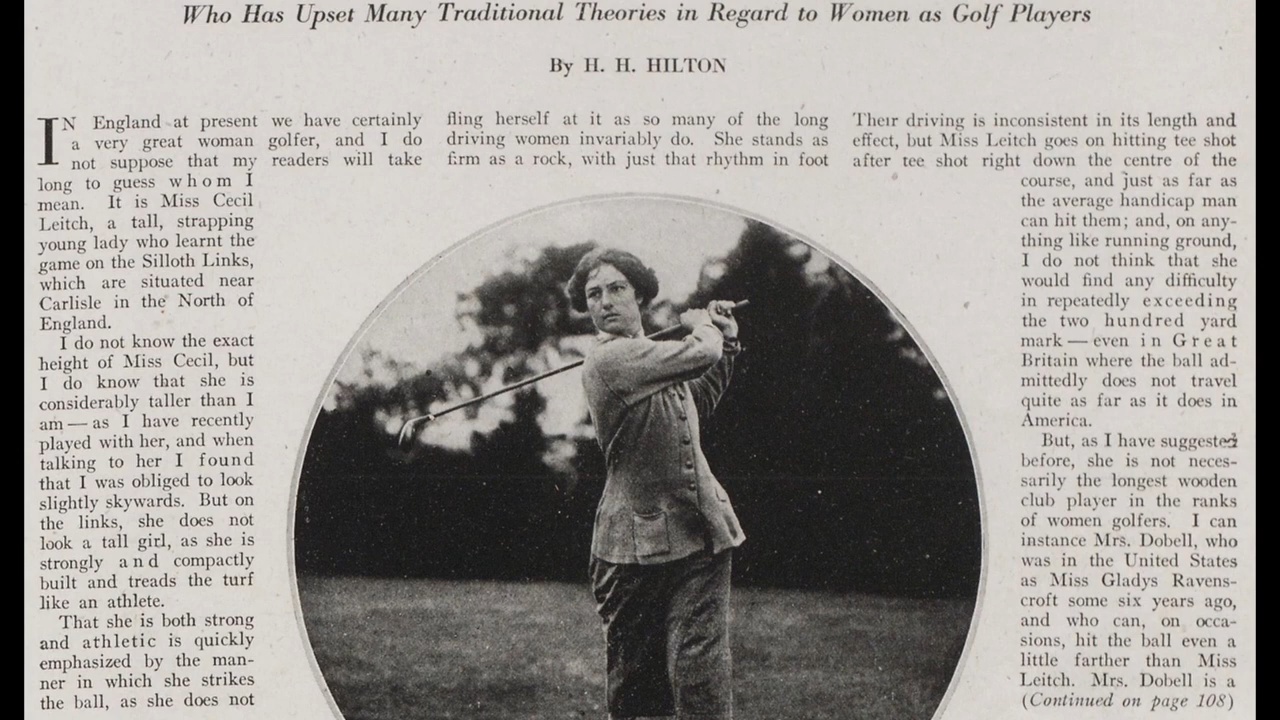 Who Has Upset Many Traditional Theories in Regard to Women as Golf Players
By H. H. HILTON
IN England at present we have certainly
a very great woman golfer, and I do
not suppose that my readers will take
long to guess whom I
mean. It is Miss Cecil
Leitch, a tall, strapping
young lady who learnt the
game on the Silloth Links,
which are situated near
Carlisle in the North of
England.
I do not know the exact
height of Miss Cecil, but
I do know that she is
considerably taller than I
am — as I have recently
played with her, and when
talking to her I found
that I was obliged to look
slightly skywards. But on
the links, she does not
look a tall girl, as she is
strongly and compactly
built and treads the turf
like an athlete.
That she is both strong
and athletic is quickly
emphasized by the man-
ner in which she strikes
the ball, as she does not
fling herself at it as so many of the long
driving women invariably do. She stands as
firm as a rock, with just that rhythm in foot
Their driving is inconsistent in its length and
effect, but Miss Leitch goes on hitting tee shot
after tee shot right down the centre of the
course, and just as far as
the average handicap man
can hit them; and, on any-
thing like running ground,
I do not think that she
would find any difficulty
in repeatedly exceeding
the two hundred yard
mark — even in Great
Britain where the ball ad-
mittedly does not travel
quite as far as it does in
America.
But, as I have suggested
before, she is not neces-
sarily the longest wooden
club player in the ranks
of women golfers. I can
instance Mrs. Dobell, who
was in the United States
as Miss Gladys Ravens-
croft some six years ago,
and who can, on occa-
sions, hit the ball even a
little farther than Miss
Leitch. Mrs. Dobell is a
(Continued on page 108)